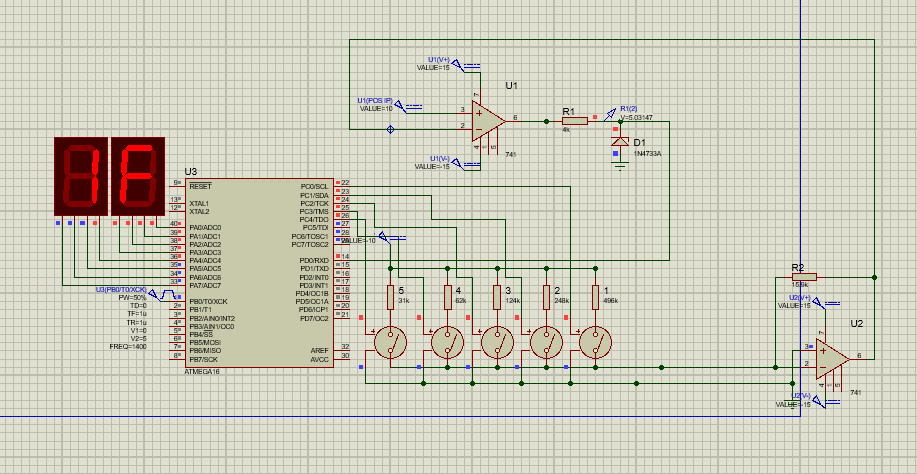 U1(V+)
VALUE=15
U1
U1(POS IP)
VALUE=10
3
2
7
6
4
1
5
741
U1(V-)
VALUE=-15
R1
4k
R1(2)
V=5.03147
D1
1N4733A
1F
U3
9
RESET
13
XTAL1
12
XTAL2
40
PA0/ADC0
39
PA1/ADC1
38
PA2/ADC2
37
PA3/ADC3
36
PA4/ADC4
35
PA5/ADC5
34
PA6/ADC6
33
PA7/ADC7
PB0/T0/XCK
2
PB1/T1
3
PB2/AIN0/INT2
4
PB3/AIN1/OC0
5
PB4/SS
6
PB5/MOSI
7
PB6/MISO
8
PB7/SCK
ATMEGA16
PC0/SCL
22
PC1/SDA
23
PC2/TCK
24
PC3/TMS
25
PC4/TDO
26
PC5/TDI
27
PC6/TOSC1
28
PC7/TOSC2
PD0/RXD
14
PD1/TXD
15
PD2/INT0
16
PD3/INT1
17
PD4/OC1B
18
PD5/OC1A
19
PD6/ICP1
20
PD7/OC2
21
AREF
32
AVCC
30
U3(PB0/T0/XCK)
PW=50%
TD=0
TF=1u
TR=1u
V1=0
V2=5
FREQ=1400
VALUE=-10
5
31k
4
62k
3
124k
2
248k
1
496k
R2
U2(V+)
VALUE=15
U2
3
2
7
6
4
1
5
741
U2(V-)
VALUE=-15